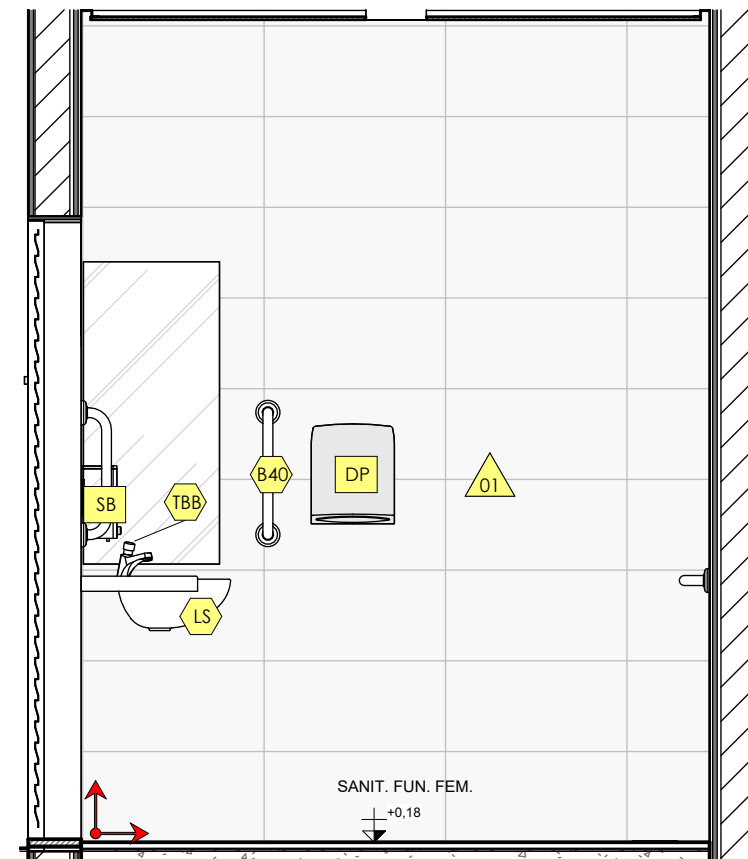 B40
DP
SB
TBB
01
LS
SANIT. FUN. FEM.
+0,18